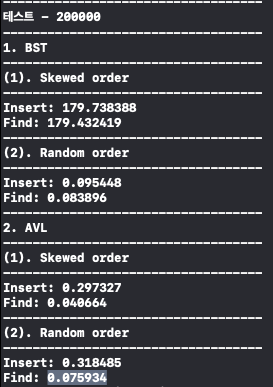 테스트 - 200000
1. BST
(1). Skewed order
Insert: 179.738388
Find: 179.432419
(2). Random order
Insert: 0.095448
Find: 0.083896
2. AVL
(1). Skewed order
Insert: 0.297327
Find: 0.040664
(2). Random order
Insert: 0.318485
Find: 0.075934